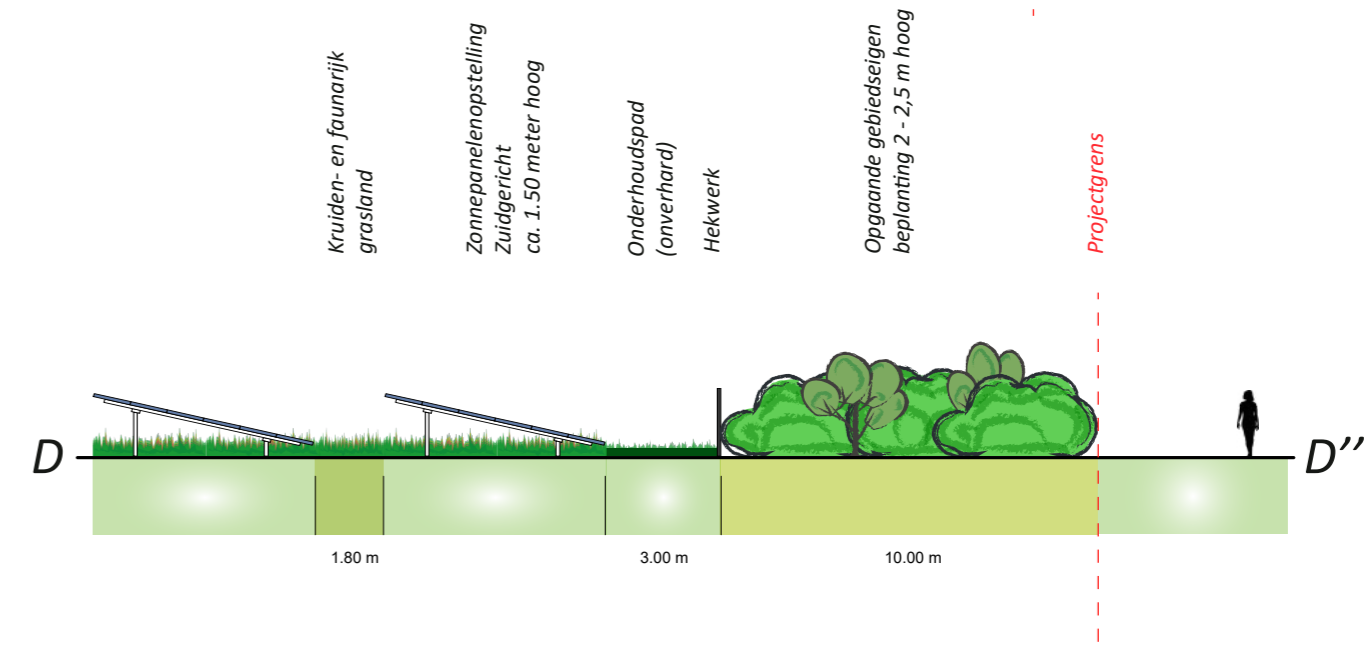 Kruiden- en faunarijk
grasland
Zonnepanelenopstelling
Zuidgericht
ca. 1.50 meter hoog
Onderhoudspad
(onverhard)
Hekwerk
Opgaande gebiedseigen
beplanting 2 - 2,5 m hoog
Projectgrens
D
D’’
1.80 m
3.00 m
10.00 m